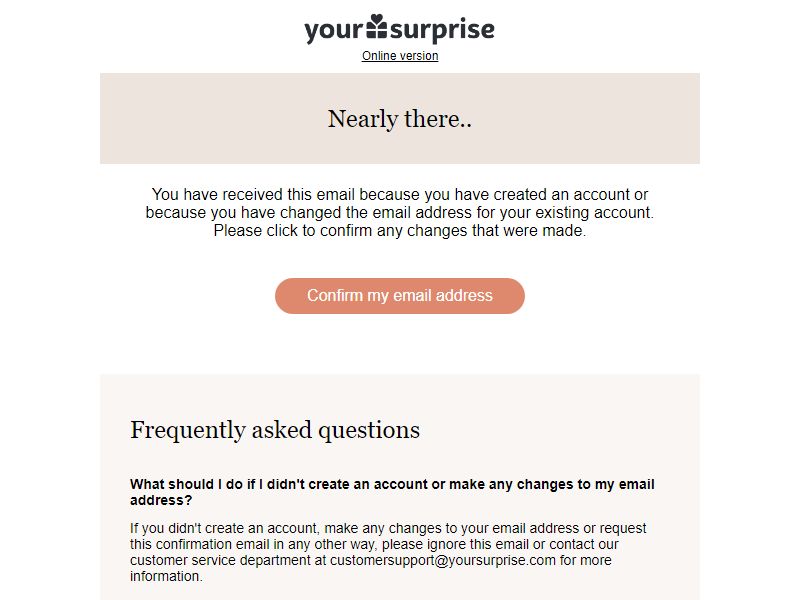 your surprise
Online version
Nearly there..
You have received this email because you have created an account or
because you have changed the email address for your existing account.
Please click to confirm any changes that were made.
Confirm my email address
Frequently asked questions
What should I do if I didn't create an account or make any changes to my email
address?
If you didn't create an account, make any changes to your email address or request
this confirmation email in any other way, please ignore this email or contact our
customer service department at customersupport@yoursurprise.com for more
information.